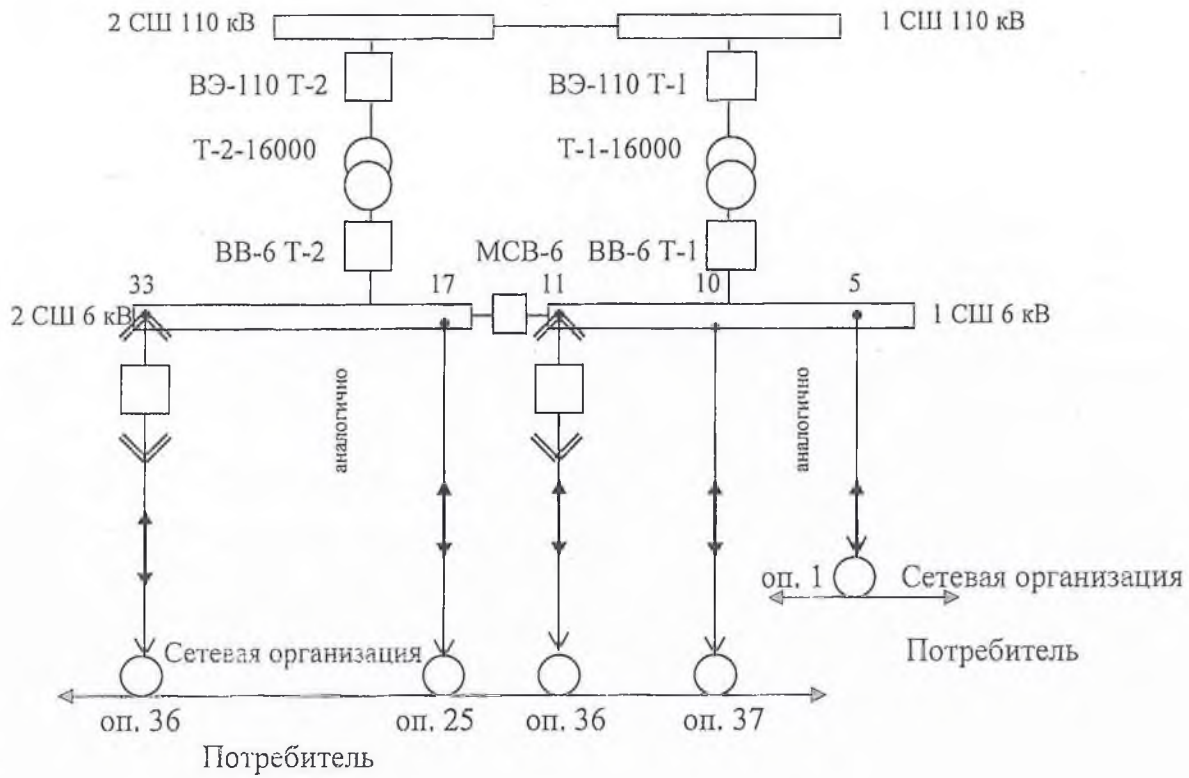 2 СШ 110 кВ
1 СШ 110 кВ
ВЭ-110 Т-2
ВЭ-110 Т-1
Т-2-16000
Т-1-16000
ВВ-6 Т-2
МСВ-6
ВВ-6 Т-1
33
17
11
10
5
2 СШ 6 кВ
1 СШ 6 кВ
аналогично
аналогично
оп. 1
Сетевая организация
Потребитель
Сетевая организация
оп. 36
оп. 25
оп. 36
оп. 37
Потребитель